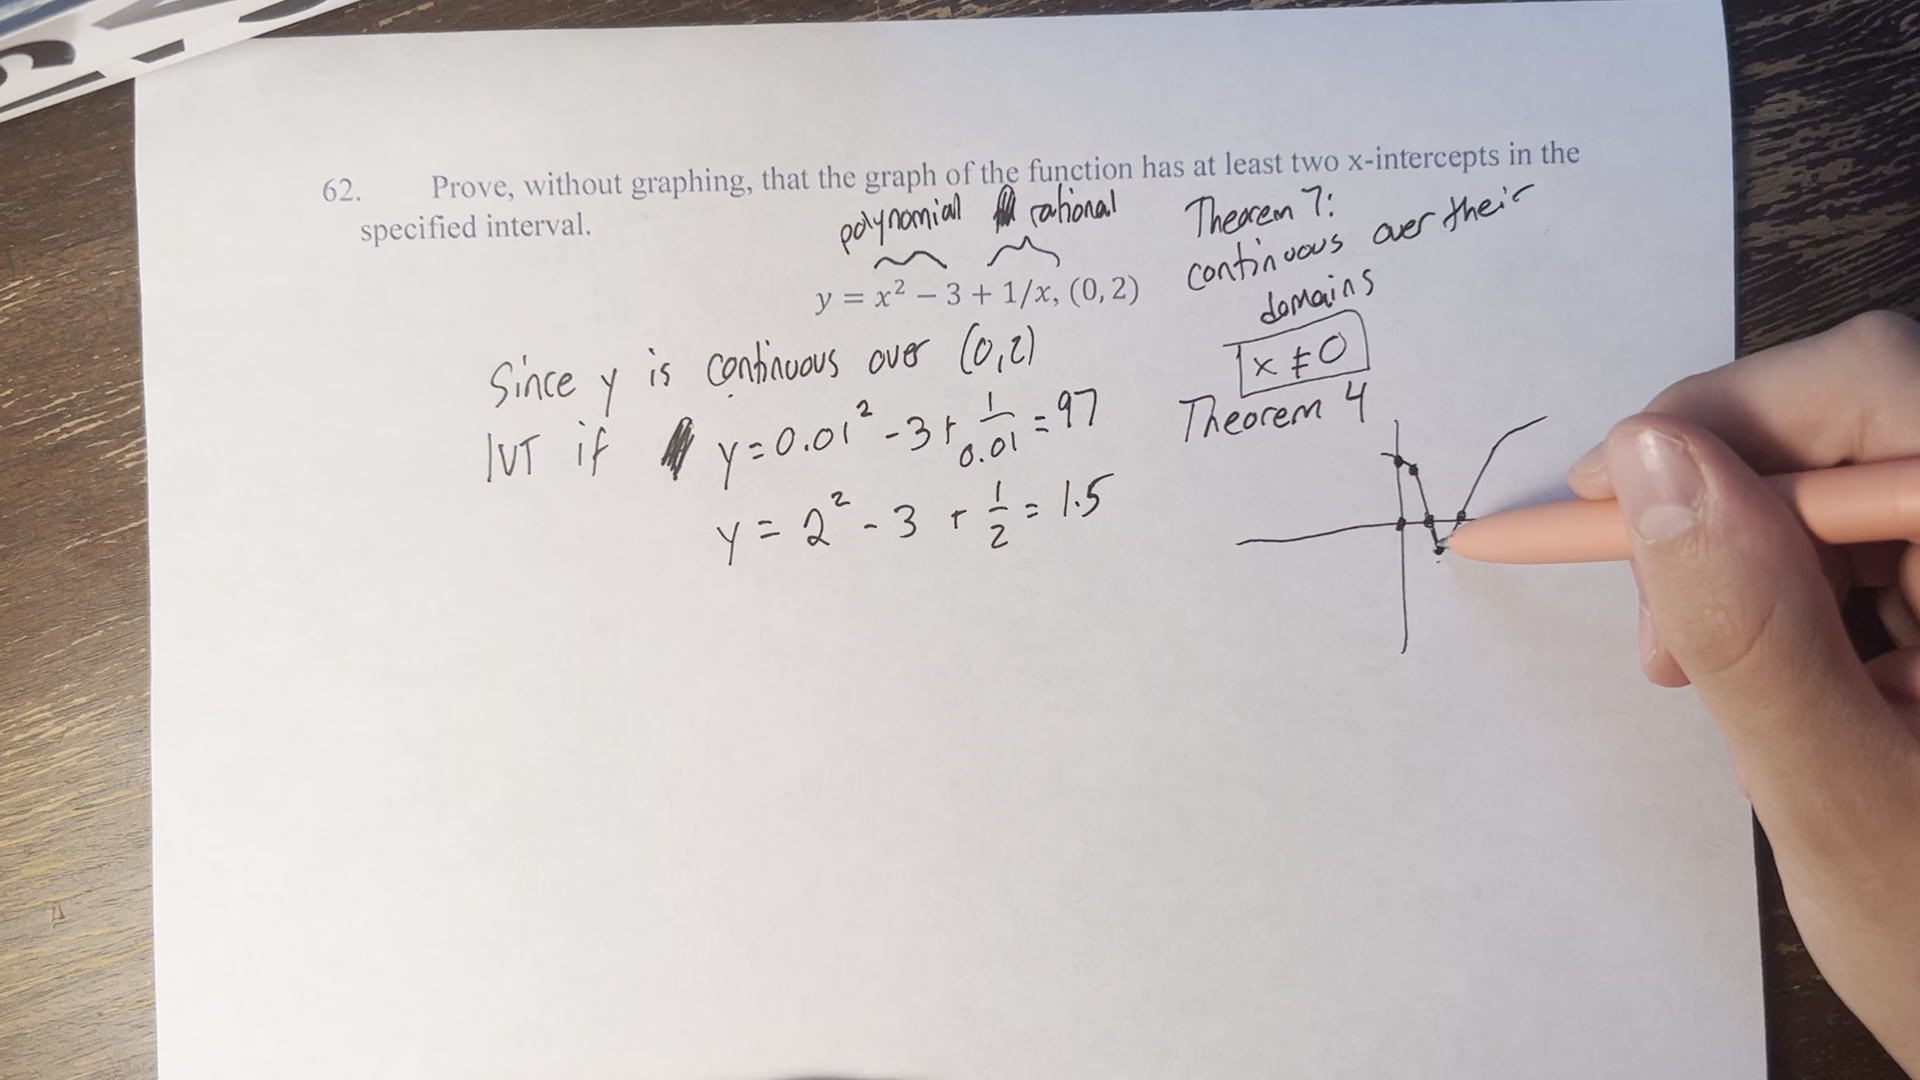 62. Prove, without graphing, that the graph of the function has at least two x-intercepts in the
specified interval.
polynomial rational
y = x² − 3 + 1/x, (0, 2)
Theorem 7:
continuous over their
domains
x ≠ 0
Theorem 4
Since y is continuous over (0,2)
IVT if y = 0.01² - 3 + 1/0.01 = 97
y = 2² - 3 + 1/2 = 1.5